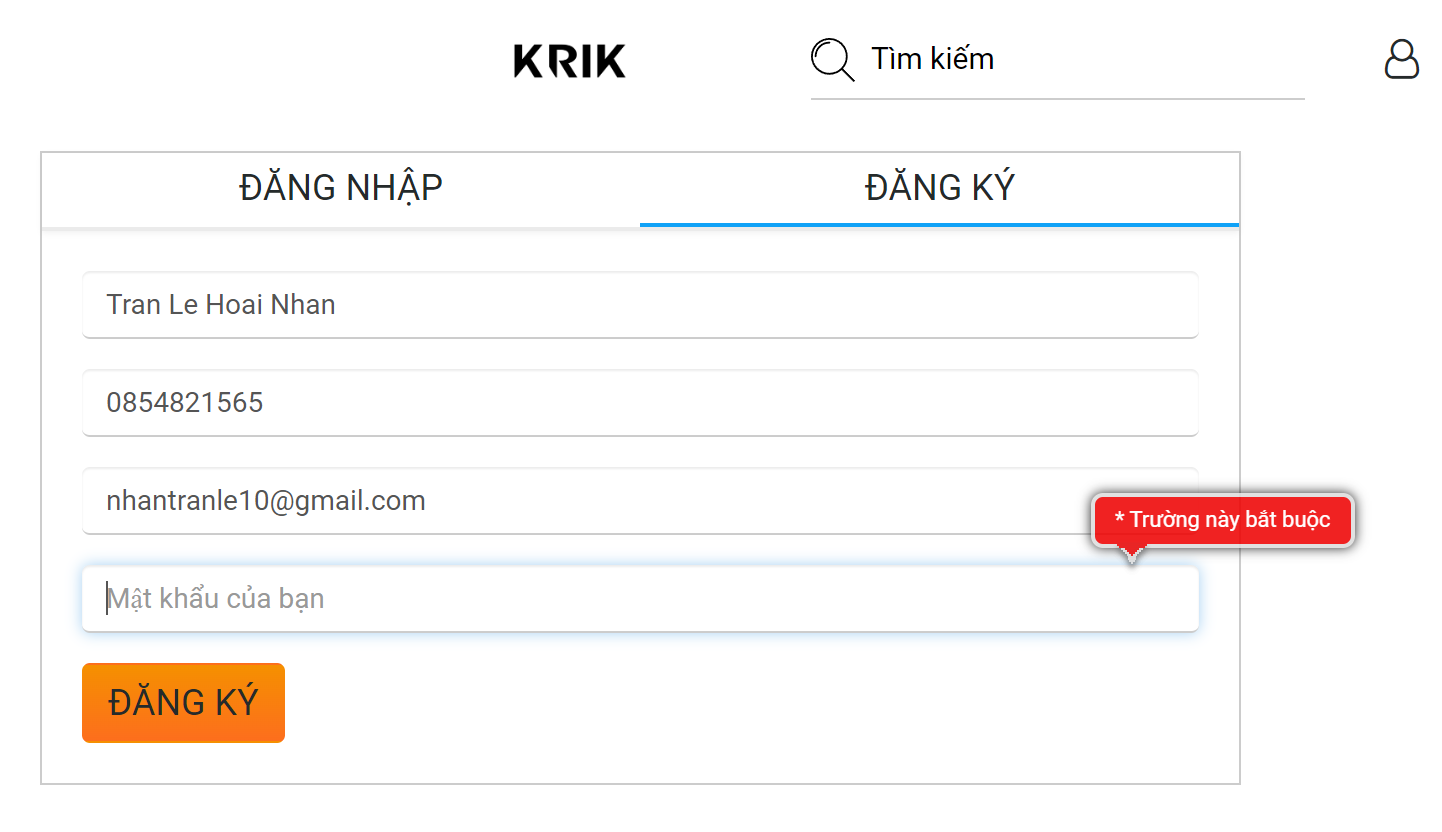 KRIK
Tìm kiếm
ĐĂNG NHẬP
ĐĂNG KÝ
Tran Le Hoai Nhan
0854821565
nhantranle10@gmail.com
* Trường này bắt buộc
Mật khẩu của bạn
ĐĂNG KÝ